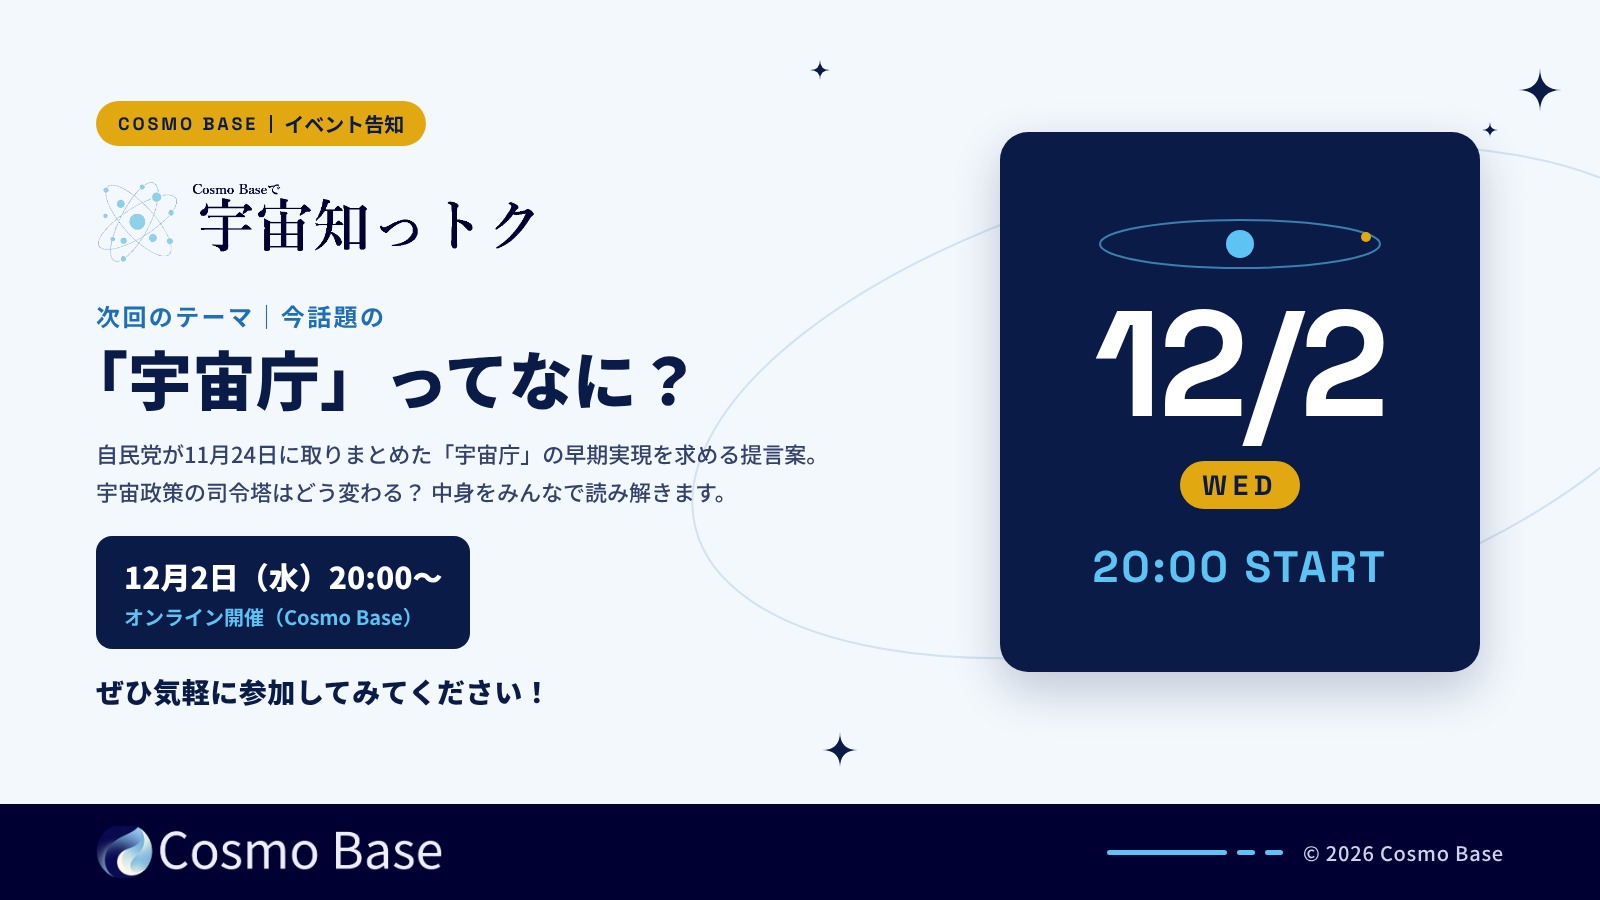 COSMO BASE | イベント告知
Cosmo Baseで
宇宙知っトク
次回のテーマ｜今話題の
「宇宙庁」ってなに？
自民党が11月24日に取りまとめた「宇宙庁」の早期実現を求める提言案。
宇宙政策の司令塔はどう変わる？ 中身をみんなで読み解きます。
12月2日（水）20:00〜
オンライン開催（Cosmo Base）
ぜひ気軽に参加してみてください！
12/2
WED
20:00 START
Cosmo Base
© 2026 Cosmo Base